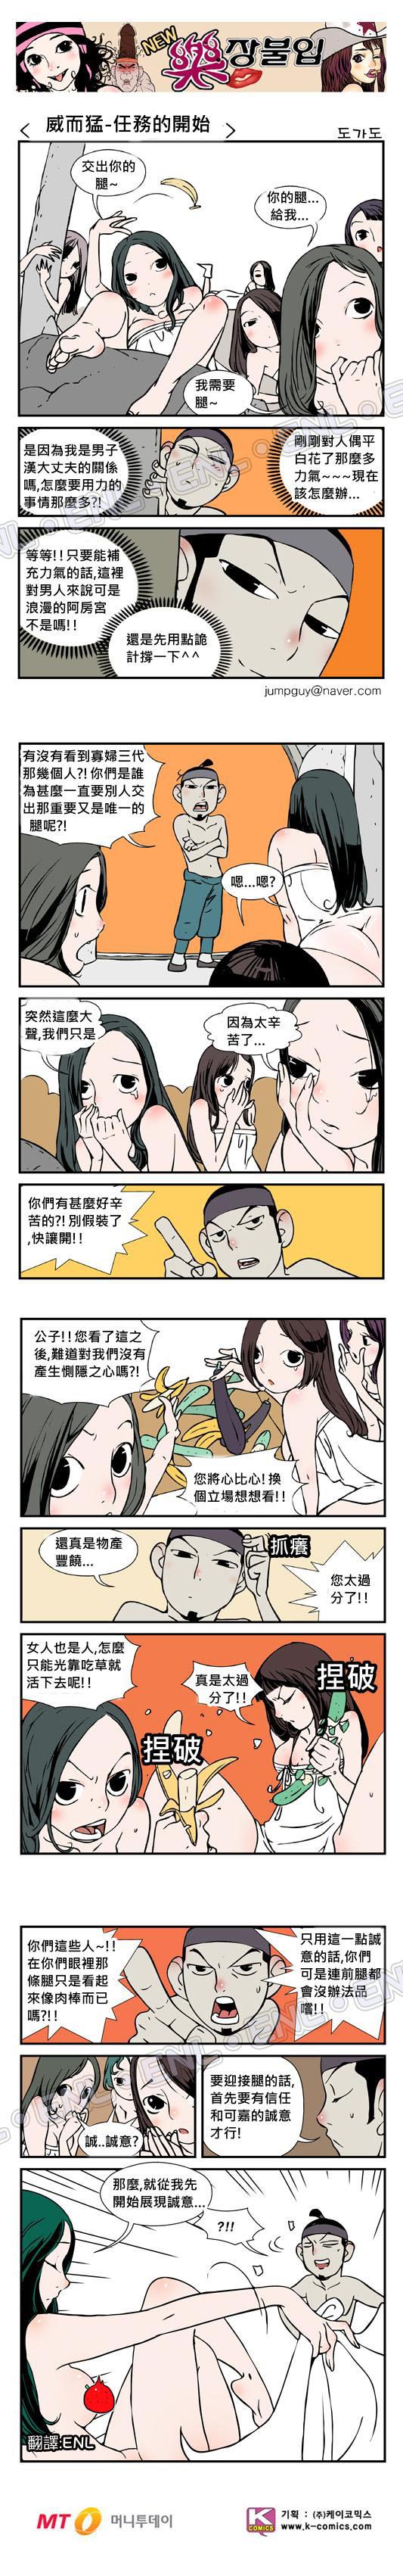 NEW 樂장불입
< 威而猛-任務的開始 >
도가도
交出你的
腿~
你的腿...
給我...
我需要
腿~
是因為我是男子
漢大丈夫的關係
嗎,怎麼要用力的
事情那麼多?!
剛剛對人偶平
白花了那麼多
力氣~~~現在
該怎麼辦...
等等!!只要能補
充力氣的話,這裡
對男人來說可是
浪漫的阿房宮
不是嗎!!
還是先用點詭
計撐一下^^
jumpguy@naver.com
有沒有看到寡婦三代
那幾個人?!你們是誰
為甚麼一直要別人交
出那重要又是唯一的
腿呢?!
嗯...嗯?
突然這麼大
聲,我們只是
因為太辛
苦了...
你們有甚麼好辛
苦的?!別假裝了
,快讓開!!
公子!!您看了這之
後,難道對我們沒有
產生惻隱之心嗎?!
您將心比心!換
個立場想想看!!
還真是物產
豐饒...
抓癢
您太過
分了!!
女人也是人,怎麼
只能光靠吃草就
活下去呢!!
真是太過
分了!!
捏破
捏破
你們這些人~!!
在你們眼裡那
條腿只是看起
來像肉棒而已
嗎?!!
只用這一點誠
意的話,你們
可是連前腿都
會沒辦法品
嚐!!
誠..誠意?
要迎接腿的話,
首先要有信任
和可嘉的誠意
才行!
那麼,就從我先
開始展現誠意...
?!!
翻譯:ENL
MT 머니투데이
K COMICS
기획 : (주)케이코믹스
www.k-comics.com